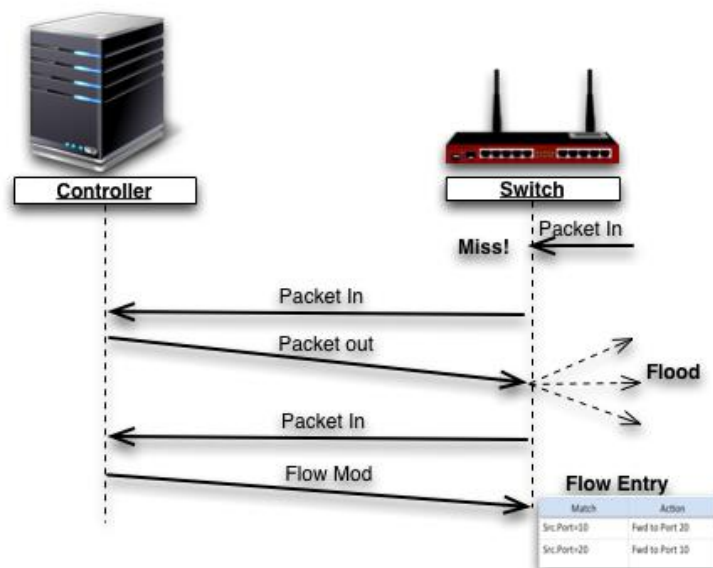 Controller
Switch
Packet In
Miss!
Packet In
Packet out
Flood
Packet In
Flow Mod
Flow Entry
Match Action
Src.Port=10 Fwd to Port 20
Src.Port=20 Fwd to Port 10